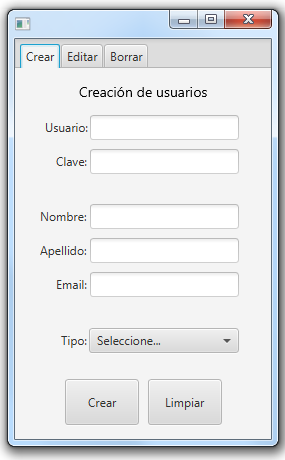 Crear Editar Borrar
Creación de usuarios
Usuario:
Clave:
Nombre:
Apellido:
Email:
Tipo: Seleccione...
Crear Limpiar